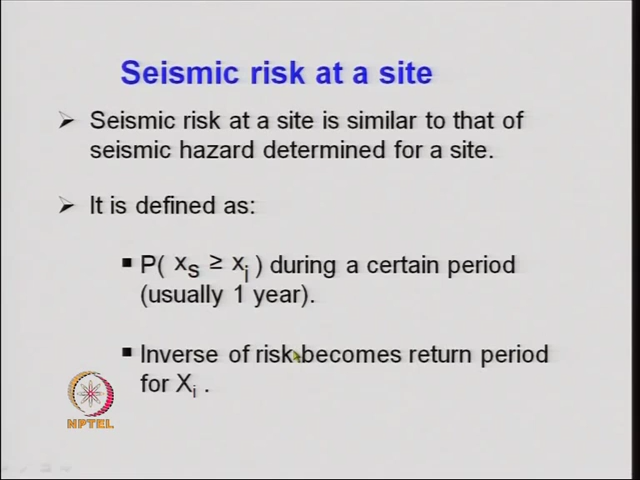 Seismic risk at a site
➢ Seismic risk at a site is similar to that of
seismic hazard determined for a site.
➢ It is defined as:
▪ P( xS ≥ xi ) during a certain period
(usually 1 year).
▪ Inverse of risk becomes return period
for Xi .
NPTEL